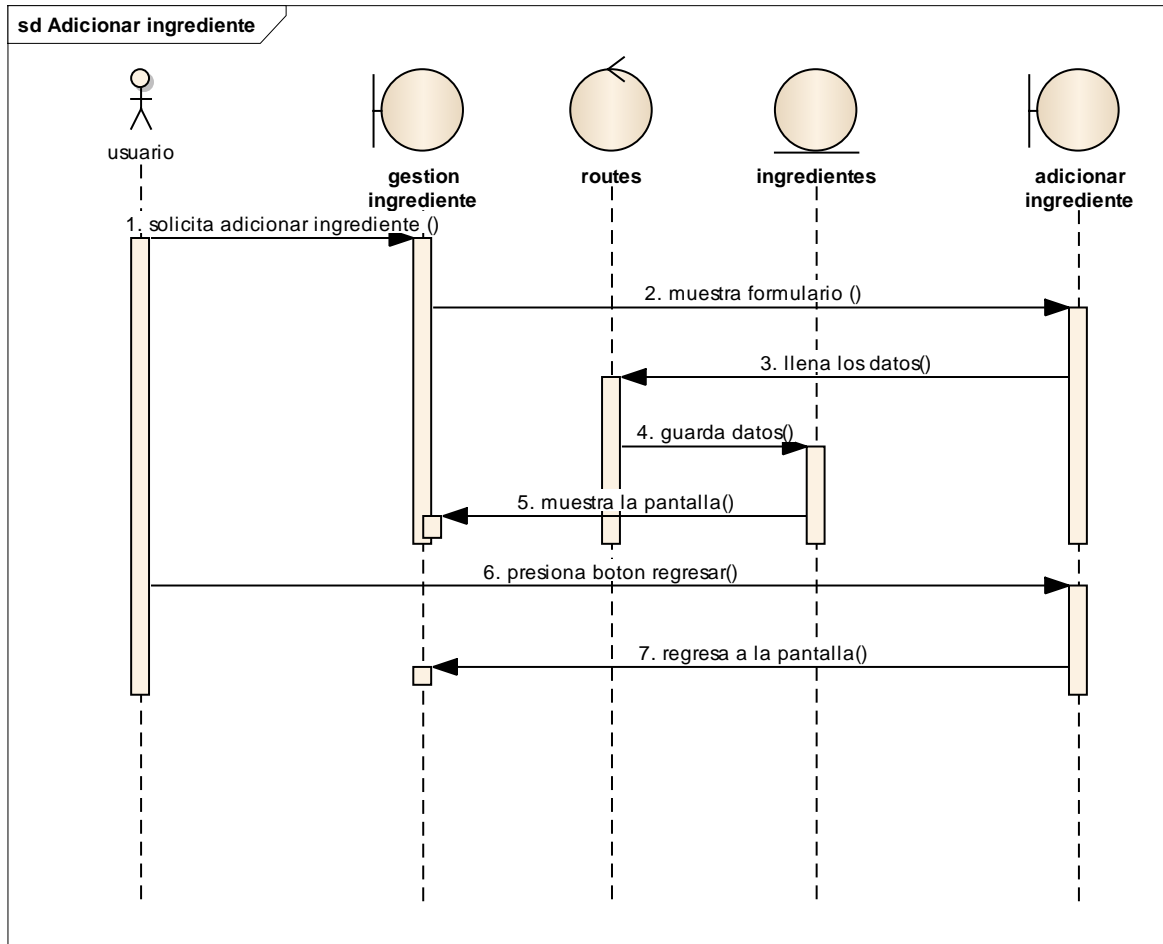 sd Adicionar ingrediente
usuario
gestion
ingrediente
routes
ingredientes
adicionar
ingrediente
1. solicita adicionar ingrediente ()
2. muestra formulario ()
3. llena los datos()
4. guarda datos()
5. muestra la pantalla()
6. presiona boton regresar()
7. regresa a la pantalla()